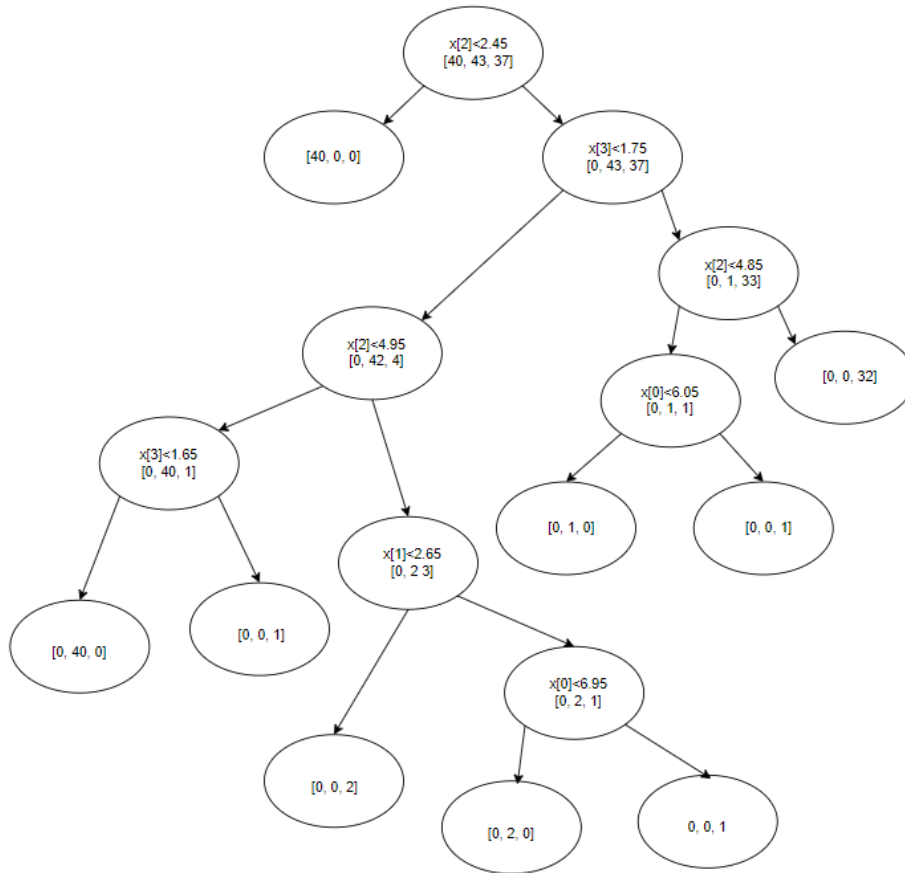 x[2]<2.45
[40, 43, 37]
[40, 0, 0]
x[3]<1.75
[0, 43, 37]
x[2]<4.85
[0, 1, 33]
x[2]<4.95
[0, 42, 4]
[0, 0, 32]
x[0]<6.05
[0, 1, 1]
x[3]<1.65
[0, 40, 1]
[0, 1, 0]
[0, 0, 1]
x[1]<2.65
[0, 2 3]
[0, 40, 0]
[0, 0, 1]
x[0]<6.95
[0, 2, 1]
[0, 0, 2]
[0, 2, 0]
0, 0, 1